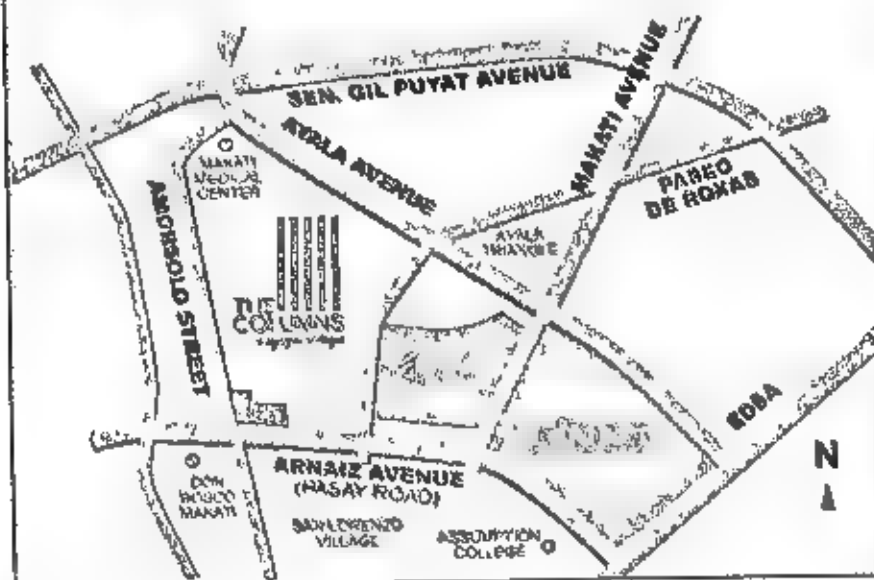 SEN. GIL PUYAT AVENUE
MAKATI AVENUE
AYALA AVENUE
MAKATI
MEDICAL
CENTER
PASEO
DE ROXAS
AYALA
TRIANGLE
AMORSOLO STREET
THE
COLUMNS
EDSA
N
ARNAIZ AVENUE
(PASAY ROAD)
DON
BOSCO
MAKATI
SAN LORENZO
VILLAGE
ASSUMPTION
COLLEGE